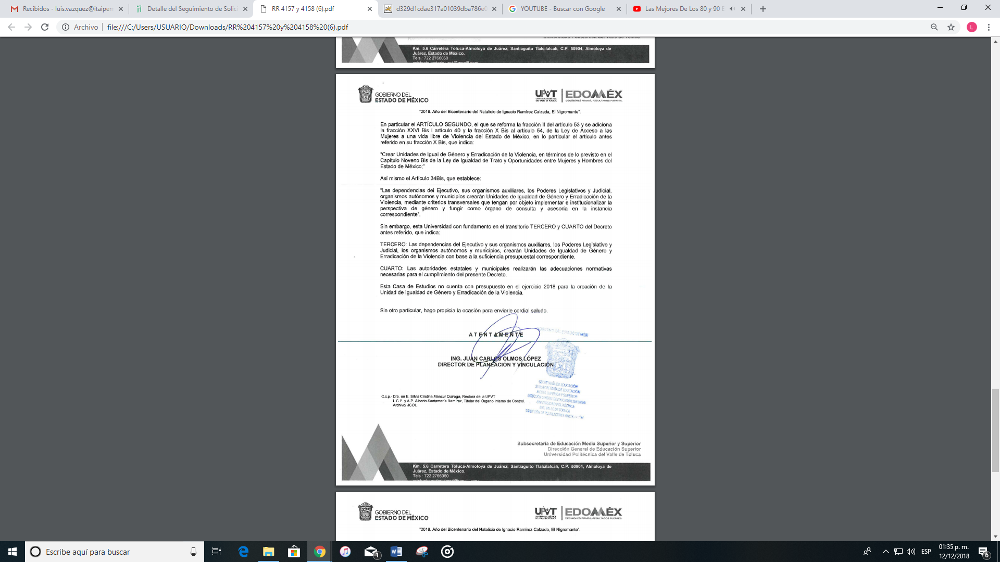 Recibidos - luis.vazquez@itaipem
Detalle del Seguimiento de Solici
RR 4157 y 4158 (6).pdf
d329d1cdae317a01039dba786e0
YOUTUBE - Buscar con Google
Las Mejores De Los 80 y 90 E
Archivo
file:///C:/Users/USUARIO/Downloads/RR%204157%20y%204158%20(6).pdf
L
Km. 5.6 Carretera Toluca-Almoloya de Juárez, Santiaguito Tlalcilalcali, C.P. 50904, Almoloya de
Juárez, Estado de México.
Tels.: 722 2766060
GOBIERNO DEL
ESTADO DE MÉXICO
UPVT
EDOMÉX
DECISIONES FIRMES, RESULTADOS FUERTES.
"2018. Año del Bicentenario del Natalicio de Ignacio Ramírez Calzada, El Nigromante".
En particular el ARTÍCULO SEGUNDO, el que se reforma la fracción II del artículo 53 y se adiciona
la fracción XXVI Bis I artículo 40 y la fracción X Bis al artículo 54, de la Ley de Acceso a las
Mujeres a una vida libre de Violencia del Estado de México, en lo particular el artículo antes
referido en su fracción X Bis, que indica:
"Crear Unidades de Igual de Género y Erradicación de la Violencia, en términos de lo previsto en el
Capítulo Noveno Bis de la Ley de Igualdad de Trato y Oportunidades entre Mujeres y Hombres del
Estado de México;"
Así mismo el Artículo 34Bis, que establece:
"Las dependencias del Ejecutivo, sus organismos auxiliares, los Poderes Legislativos y Judicial,
organismos autónomos y municipios crearán Unidades de Igualdad de Género y Erradicación de la
Violencia, mediante criterios transversales que tengan por objeto implementar e institucionalizar la
perspectiva de género y fungir como órgano de consulta y asesoría en la instancia
correspondiente".
Sin embargo, esta Universidad con fundamento en el transitorio TERCERO y CUARTO del Decreto
antes referido, que indica:
TERCERO: Las dependencias del Ejecutivo y sus organismos auxiliares, los Poderes Legislativo y
Judicial, los organismos autónomos y municipios, crearán Unidades de Igualdad de Género y
Erradicación de la Violencia con base a la suficiencia presupuestal correspondiente.
CUARTO: Las autoridades estatales y municipales realizarán las adecuaciones normativas
necesarias para el cumplimiento del presente Decreto.
Esta Casa de Estudios no cuenta con presupuesto en el ejercicio 2018 para la creación de la
Unidad de Igualdad de Género y Erradicación de la Violencia.
Sin otro particular, hago propicia la ocasión para enviarle cordial saludo.
A T E N T A M E N T E
ING. JUAN CARLOS OLMOS LÓPEZ
DIRECTOR DE PLANEACIÓN Y VINCULACIÓN
SECRETARÍA DE EDUCACIÓN
SUBSECRETARÍA DE EDUCACIÓN
MEDIA SUPERIOR Y SUPERIOR
DIRECCIÓN GENERAL DE EDUCACIÓN SUPERIOR
UNIVERSIDAD POLITÉCNICA
DEL VALLE DE TOLUCA
C.c.p.- Dra. en E. Silvia Cristina Manzur Quiroga, Rectora de la UPVT
L.C.P. y A.P. Alberto Santamaría Ramírez, Titular del Órgano Interno de Control.
Archivo/ JCOL
Subsecretaría de Educación Media Superior y Superior
Dirección General de Educación Superior
Universidad Politécnica del Valle de Toluca
Km. 5.6 Carretera Toluca-Almoloya de Juárez, Santiaguito Tlalcilalcali, C.P. 50904, Almoloya de
Juárez, Estado de México.
Tels.: 722 2766060
GOBIERNO DEL
ESTADO DE MÉXICO
UPVT
EDOMÉX
DECISIONES FIRMES, RESULTADOS FUERTES.
"2018. Año del Bicentenario del Natalicio de Ignacio Ramírez Calzada, El Nigromante".
Escribe aquí para buscar
1
ESP
01:35 p. m.
12/12/2018
6